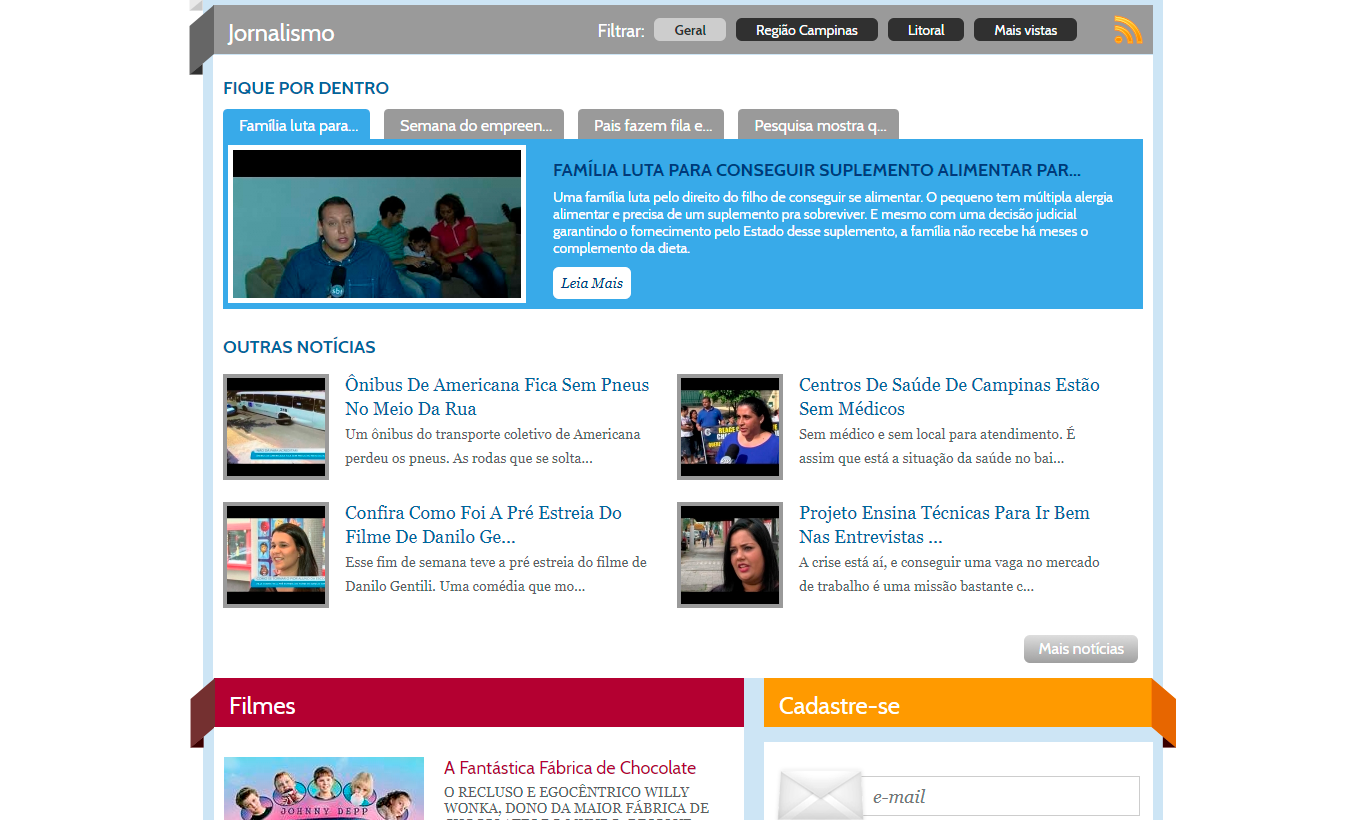 Jornalismo
Filtrar: Geral Região Campinas Litoral Mais vistas
FIQUE POR DENTRO
Família luta para... Semana do empreen... Pais fazem fila e... Pesquisa mostra q...
FAMÍLIA LUTA PARA CONSEGUIR SUPLEMENTO ALIMENTAR PAR...
Uma família luta pelo direito do filho de conseguir se alimentar. O pequeno tem múltipla alergia
alimentar e precisa de um suplemento pra sobreviver. E mesmo com uma decisão judicial
garantindo o fornecimento pelo Estado desse suplemento, a família não recebe há meses o
complemento da dieta.
Leia Mais
OUTRAS NOTÍCIAS
Ônibus De Americana Fica Sem Pneus
No Meio Da Rua
Um ônibus do transporte coletivo de Americana
perdeu os pneus. As rodas que se solta...
Centros De Saúde De Campinas Estão
Sem Médicos
Sem médico e sem local para atendimento. É
assim que está a situação da saúde no bai...
Confira Como Foi A Pré Estreia Do
Filme De Danilo Ge...
Esse fim de semana teve a pré estreia do filme de
Danilo Gentili. Uma comédia que mo...
Projeto Ensina Técnicas Para Ir Bem
Nas Entrevistas ...
A crise está aí, e conseguir uma vaga no mercado
de trabalho é uma missão bastante c...
Mais notícias
Filmes
JOHNNY DEPP
A Fantástica Fábrica de Chocolate
O RECLUSO E EGOCÊNTRICO WILLY
WONKA, DONO DA MAIOR FÁBRICA DE
Cadastre-se
e-mail